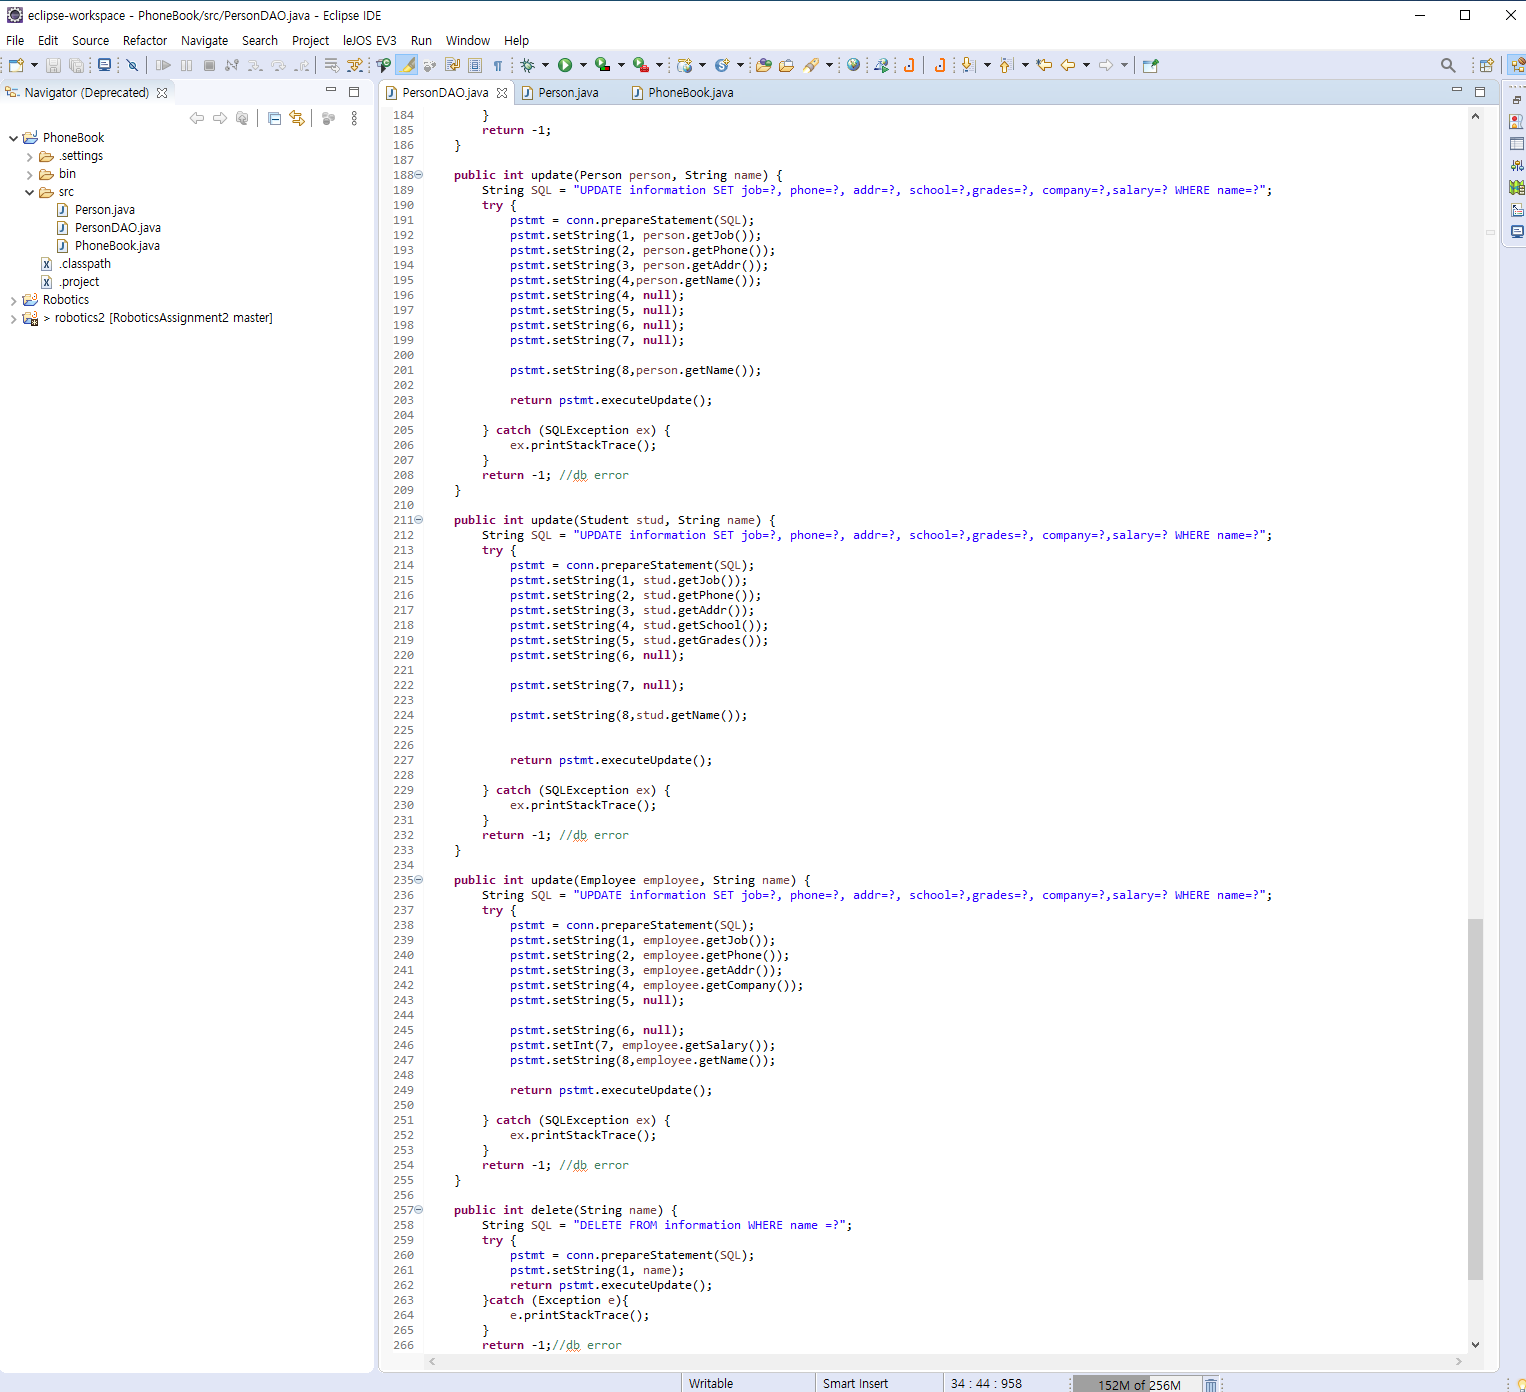 eclipse-workspace - PhoneBook/src/PersonDAO.java - Eclipse IDE
File Edit Source Refactor Navigate Search Project leJOS EV3 Run Window Help
Navigator (Deprecated)
PhoneBook
.settings
bin
src
Person.java
PersonDAO.java
PhoneBook.java
.classpath
.project
Robotics
> robotics2 [RoboticsAssignment2 master]
PersonDAO.java Person.java PhoneBook.java
184 }
185 return -1;
186 }
187
188 public int update(Person person, String name) {
189 String SQL = "UPDATE information SET job=?, phone=?, addr=?, school=?,grades=?, company=?,salary=? WHERE name=?";
190 try {
191 pstmt = conn.prepareStatement(SQL);
192 pstmt.setString(1, person.getJob());
193 pstmt.setString(2, person.getPhone());
194 pstmt.setString(3, person.getAddr());
195 pstmt.setString(4,person.getName());
196 pstmt.setString(4, null);
197 pstmt.setString(5, null);
198 pstmt.setString(6, null);
199 pstmt.setString(7, null);
200
201 pstmt.setString(8,person.getName());
202
203 return pstmt.executeUpdate();
204
205 } catch (SQLException ex) {
206 ex.printStackTrace();
207 }
208 return -1; //db error
209 }
210
211 public int update(Student stud, String name) {
212 String SQL = "UPDATE information SET job=?, phone=?, addr=?, school=?,grades=?, company=?,salary=? WHERE name=?";
213 try {
214 pstmt = conn.prepareStatement(SQL);
215 pstmt.setString(1, stud.getJob());
216 pstmt.setString(2, stud.getPhone());
217 pstmt.setString(3, stud.getAddr());
218 pstmt.setString(4, stud.getSchool());
219 pstmt.setString(5, stud.getGrades());
220 pstmt.setString(6, null);
221
222 pstmt.setString(7, null);
223
224 pstmt.setString(8,stud.getName());
225
226
227 return pstmt.executeUpdate();
228
229 } catch (SQLException ex) {
230 ex.printStackTrace();
231 }
232 return -1; //db error
233 }
234
235 public int update(Employee employee, String name) {
236 String SQL = "UPDATE information SET job=?, phone=?, addr=?, school=?,grades=?, company=?,salary=? WHERE name=?";
237 try {
238 pstmt = conn.prepareStatement(SQL);
239 pstmt.setString(1, employee.getJob());
240 pstmt.setString(2, employee.getPhone());
241 pstmt.setString(3, employee.getAddr());
242 pstmt.setString(4, employee.getCompany());
243 pstmt.setString(5, null);
244
245 pstmt.setString(6, null);
246 pstmt.setInt(7, employee.getSalary());
247 pstmt.setString(8,employee.getName());
248
249 return pstmt.executeUpdate();
250
251 } catch (SQLException ex) {
252 ex.printStackTrace();
253 }
254 return -1; //db error
255 }
256
257 public int delete(String name) {
258 String SQL = "DELETE FROM information WHERE name =?";
259 try {
260 pstmt = conn.prepareStatement(SQL);
261 pstmt.setString(1, name);
262 return pstmt.executeUpdate();
263 }catch (Exception e){
264 e.printStackTrace();
265 }
266 return -1;//db error
Writable Smart Insert 34 : 44 : 958 152M of 256M